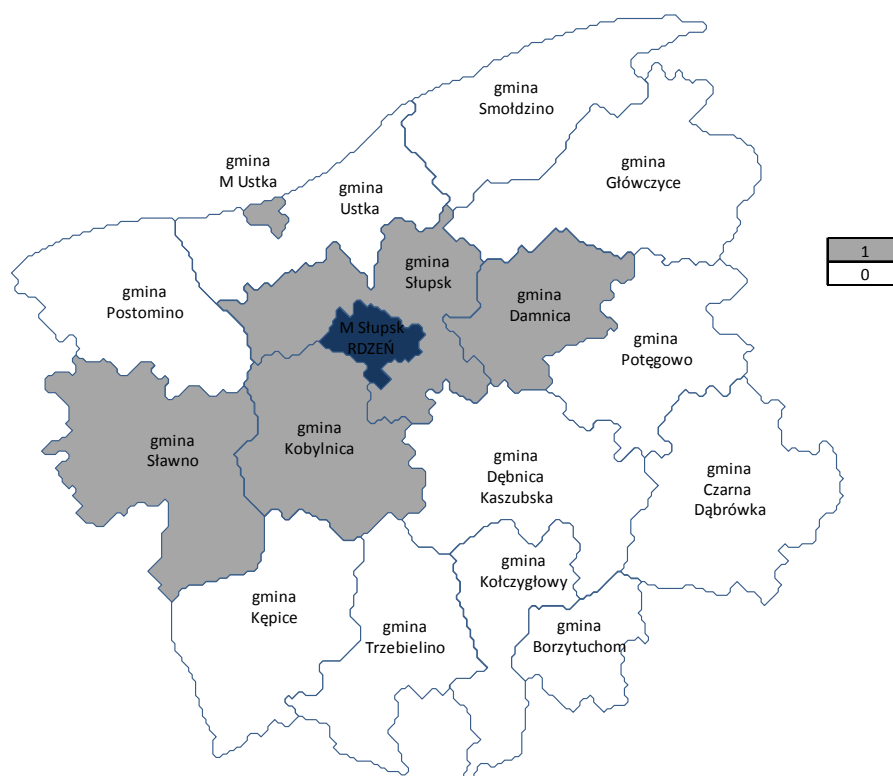 gmina
Smołdzino
gmina
Główczyce
gmina
M Ustka
gmina
Ustka
gmina
Słupsk
1
0
gmina
Postomino
gmina
Damnica
M Słupsk
RDZEŃ
gmina
Potęgowo
gmina
Sławno
gmina
Kobylnica
gmina
Dębnica
Kaszubska
gmina
Czarna
Dąbrówka
gmina
Kołczygłowy
gmina
Kępice
gmina
Trzebielino
gmina
Borzytuchom